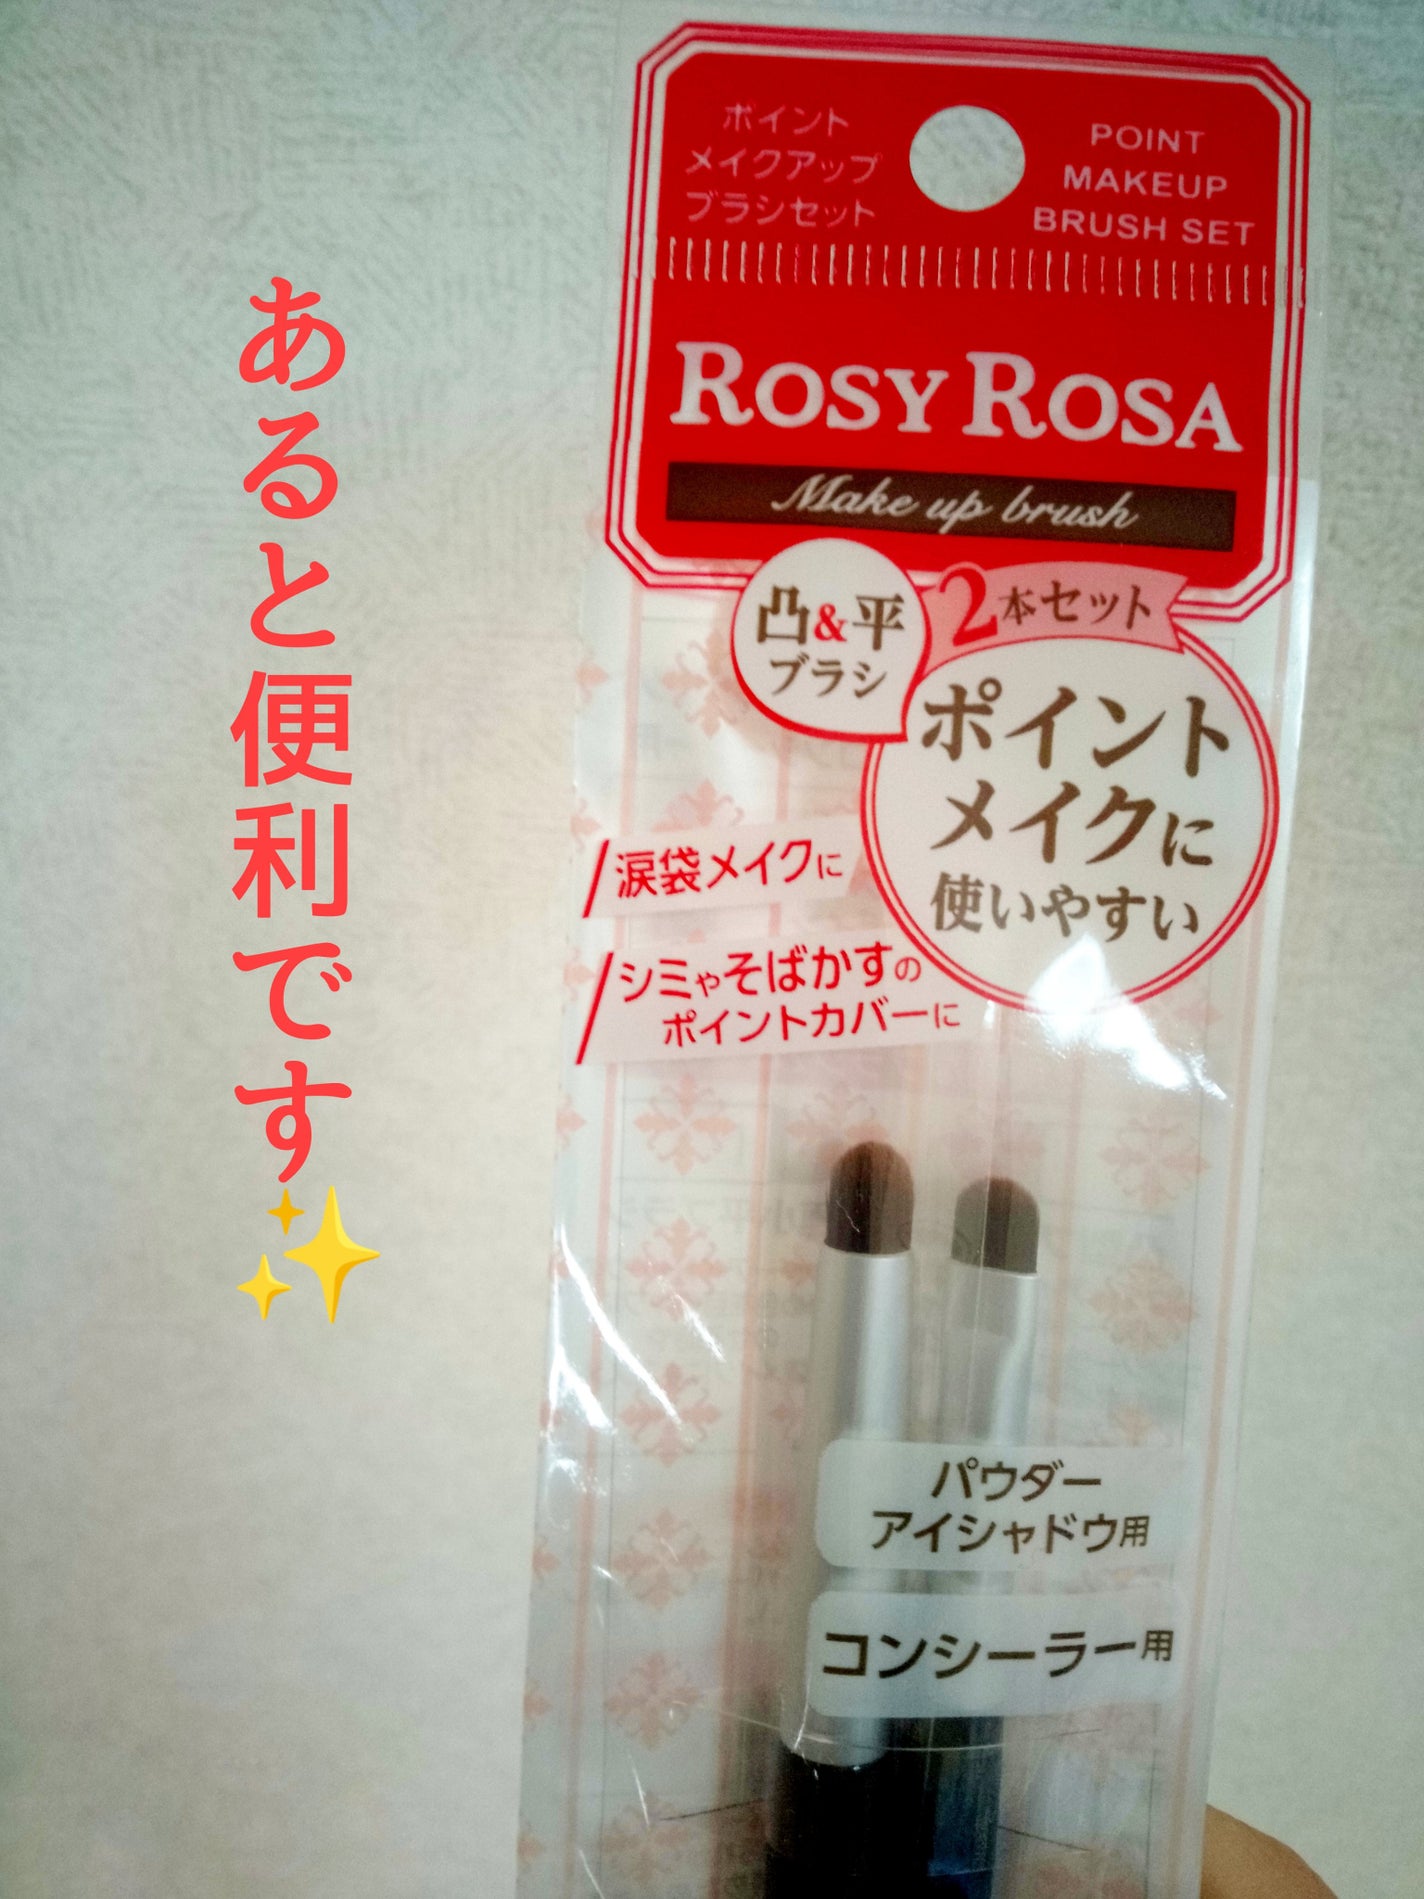 あると便利です✨
ポイント
メイクアップ
ブラシセット
POINT
MAKEUP
BRUSH SET
ROSY ROSA
Make up brush
凸&平
ブラシ
2本セット
ポイント
メイクに
使いやすい
涙袋メイクに
シミやそばかすの
ポイントカバーに
パウダー
アイシャドウ用
コンシーラー用